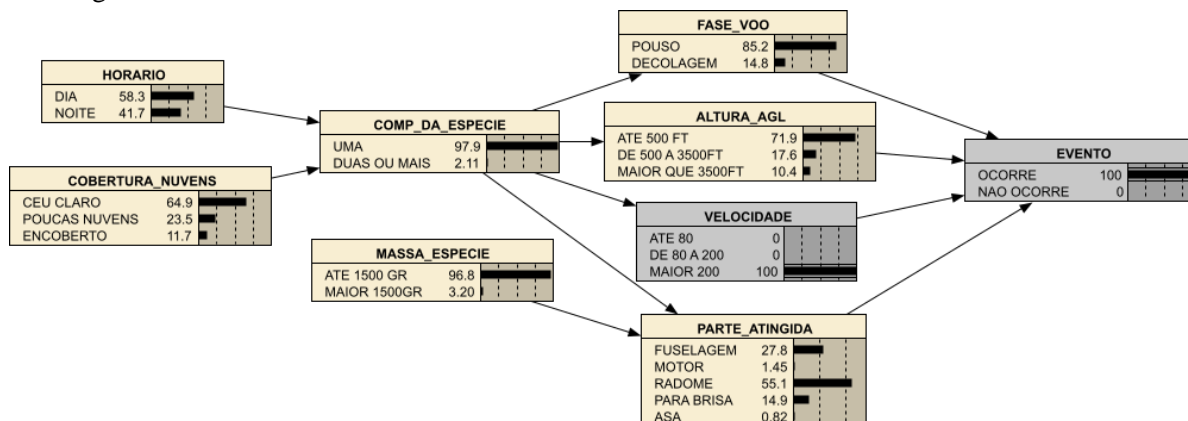 FASE_VOO
POUSO 85.2
DECOLAGEM 14.8
HORARIO
DIA 58.3
NOITE 41.7
COMP_DA_ESPECIE
UMA 97.9
DUAS OU MAIS 2.11
ALTURA_AGL
ATE 500 FT 71.9
DE 500 A 3500FT 17.6
MAIOR QUE 3500FT 10.4
EVENTO
OCORRE 100
NAO OCORRE 0
COBERTURA_NUVENS
CEU CLARO 64.9
POUCAS NUVENS 23.5
ENCOBERTO 11.7
VELOCIDADE
ATE 80 0
DE 80 A 200 0
MAIOR 200 100
MASSA_ESPECIE
ATE 1500 GR 96.8
MAIOR 1500GR 3.20
PARTE_ATINGIDA
FUSELAGEM 27.8
MOTOR 1.45
RADOME 55.1
PARA BRISA 14.9
ASA 0.82